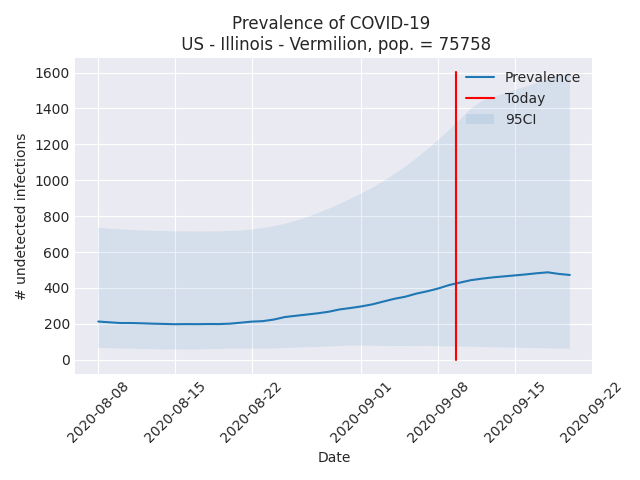 Prevalence of COVID-19
US - Illinois - Vermilion, pop. = 75758
Prevalence
Today
95CI
# undetected infections
1600
1400
1200
1000
800
600
400
200
0
2020-08-08
2020-08-15
2020-08-22
2020-09-01
2020-09-08
2020-09-15
2020-09-22
Date